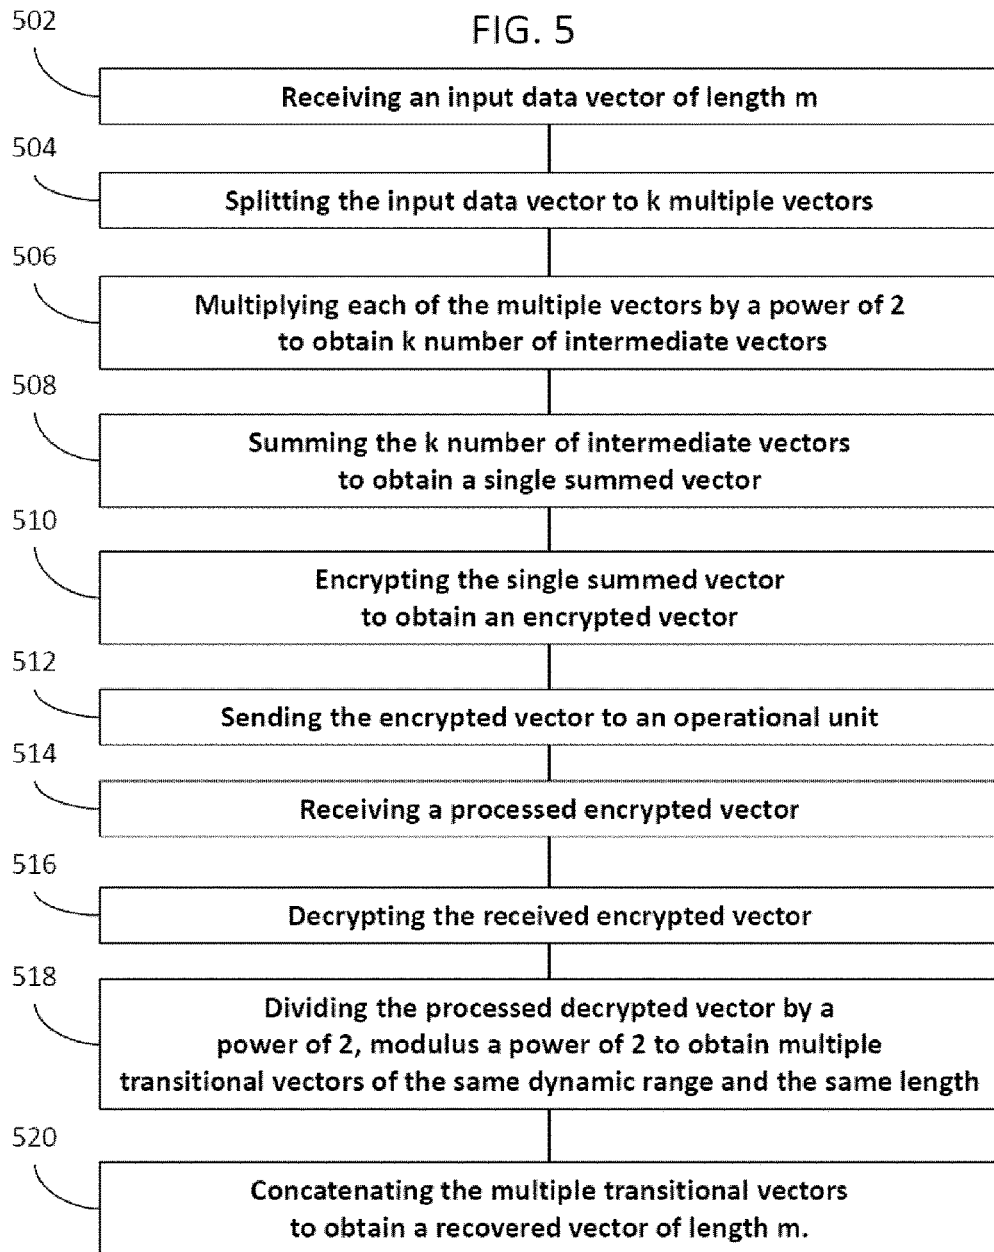 FIG. 5
502
Receiving an input data vector of length m
504
Splitting the input data vector to k multiple vectors
506
Multiplying each of the multiple vectors by a power of 2
to obtain k number of intermediate vectors
508
Summing the k number of intermediate vectors
to obtain a single summed vector
510
Encrypting the single summed vector
to obtain an encrypted vector
512
Sending the encrypted vector to an operational unit
514
Receiving a processed encrypted vector
516
Decrypting the received encrypted vector
518
Dividing the processed decrypted vector by a
power of 2, modulus a power of 2 to obtain multiple
transitional vectors of the same dynamic range and the same length
520
Concatenating the multiple transitional vectors
to obtain a recovered vector of length m.